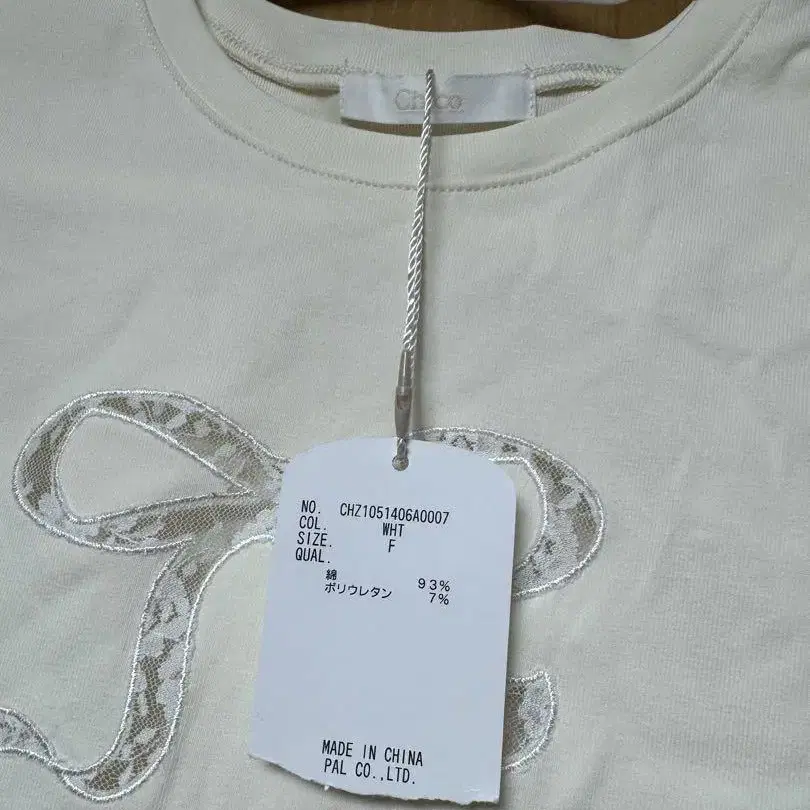 Chico
NO. CHZ1051406A0007
COL. WHT
SIZE. F
QUAL.
綿 93%
ポリウレタン 7%
MADE IN CHINA
PAL CO.,LTD.